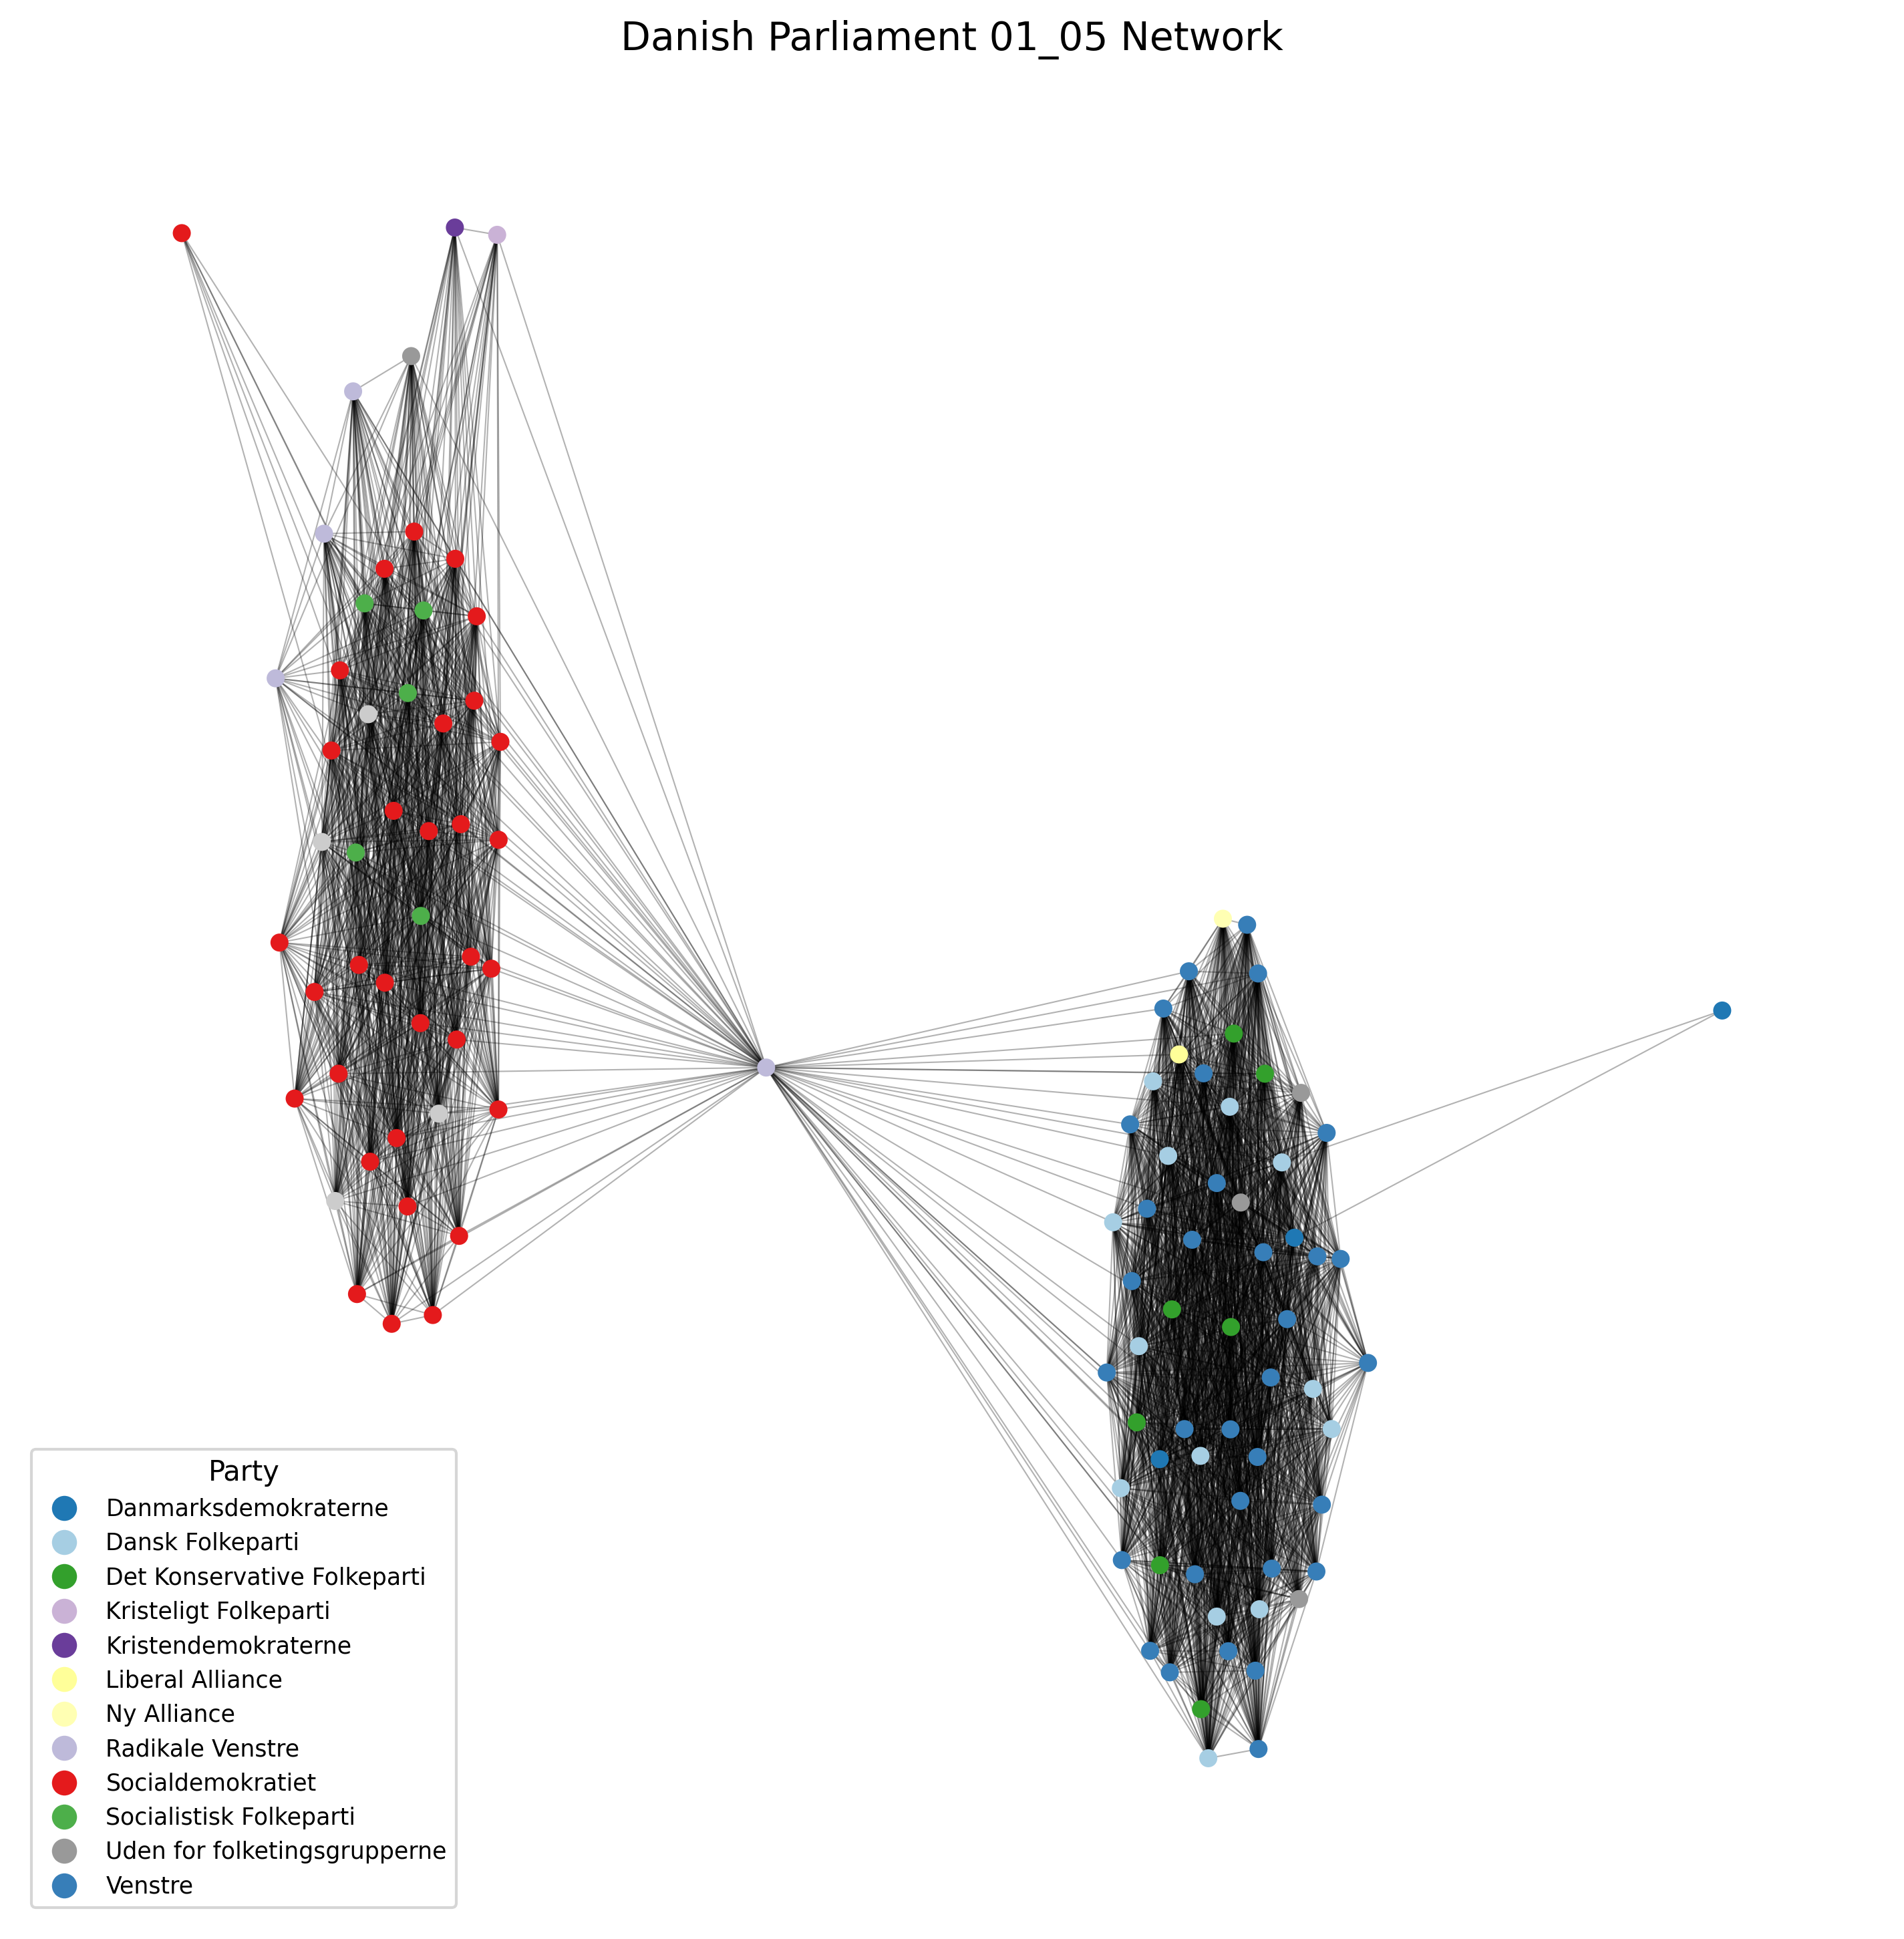 Danish Parliament 01_05 Network
Party
Danmarksdemokraterne
Dansk Folkeparti
Det Konservative Folkeparti
Kristeligt Folkeparti
Kristendemokraterne
Liberal Alliance
Ny Alliance
Radikale Venstre
Socialdemokratiet
Socialistisk Folkeparti
Uden for folketingsgrupperne
Venstre